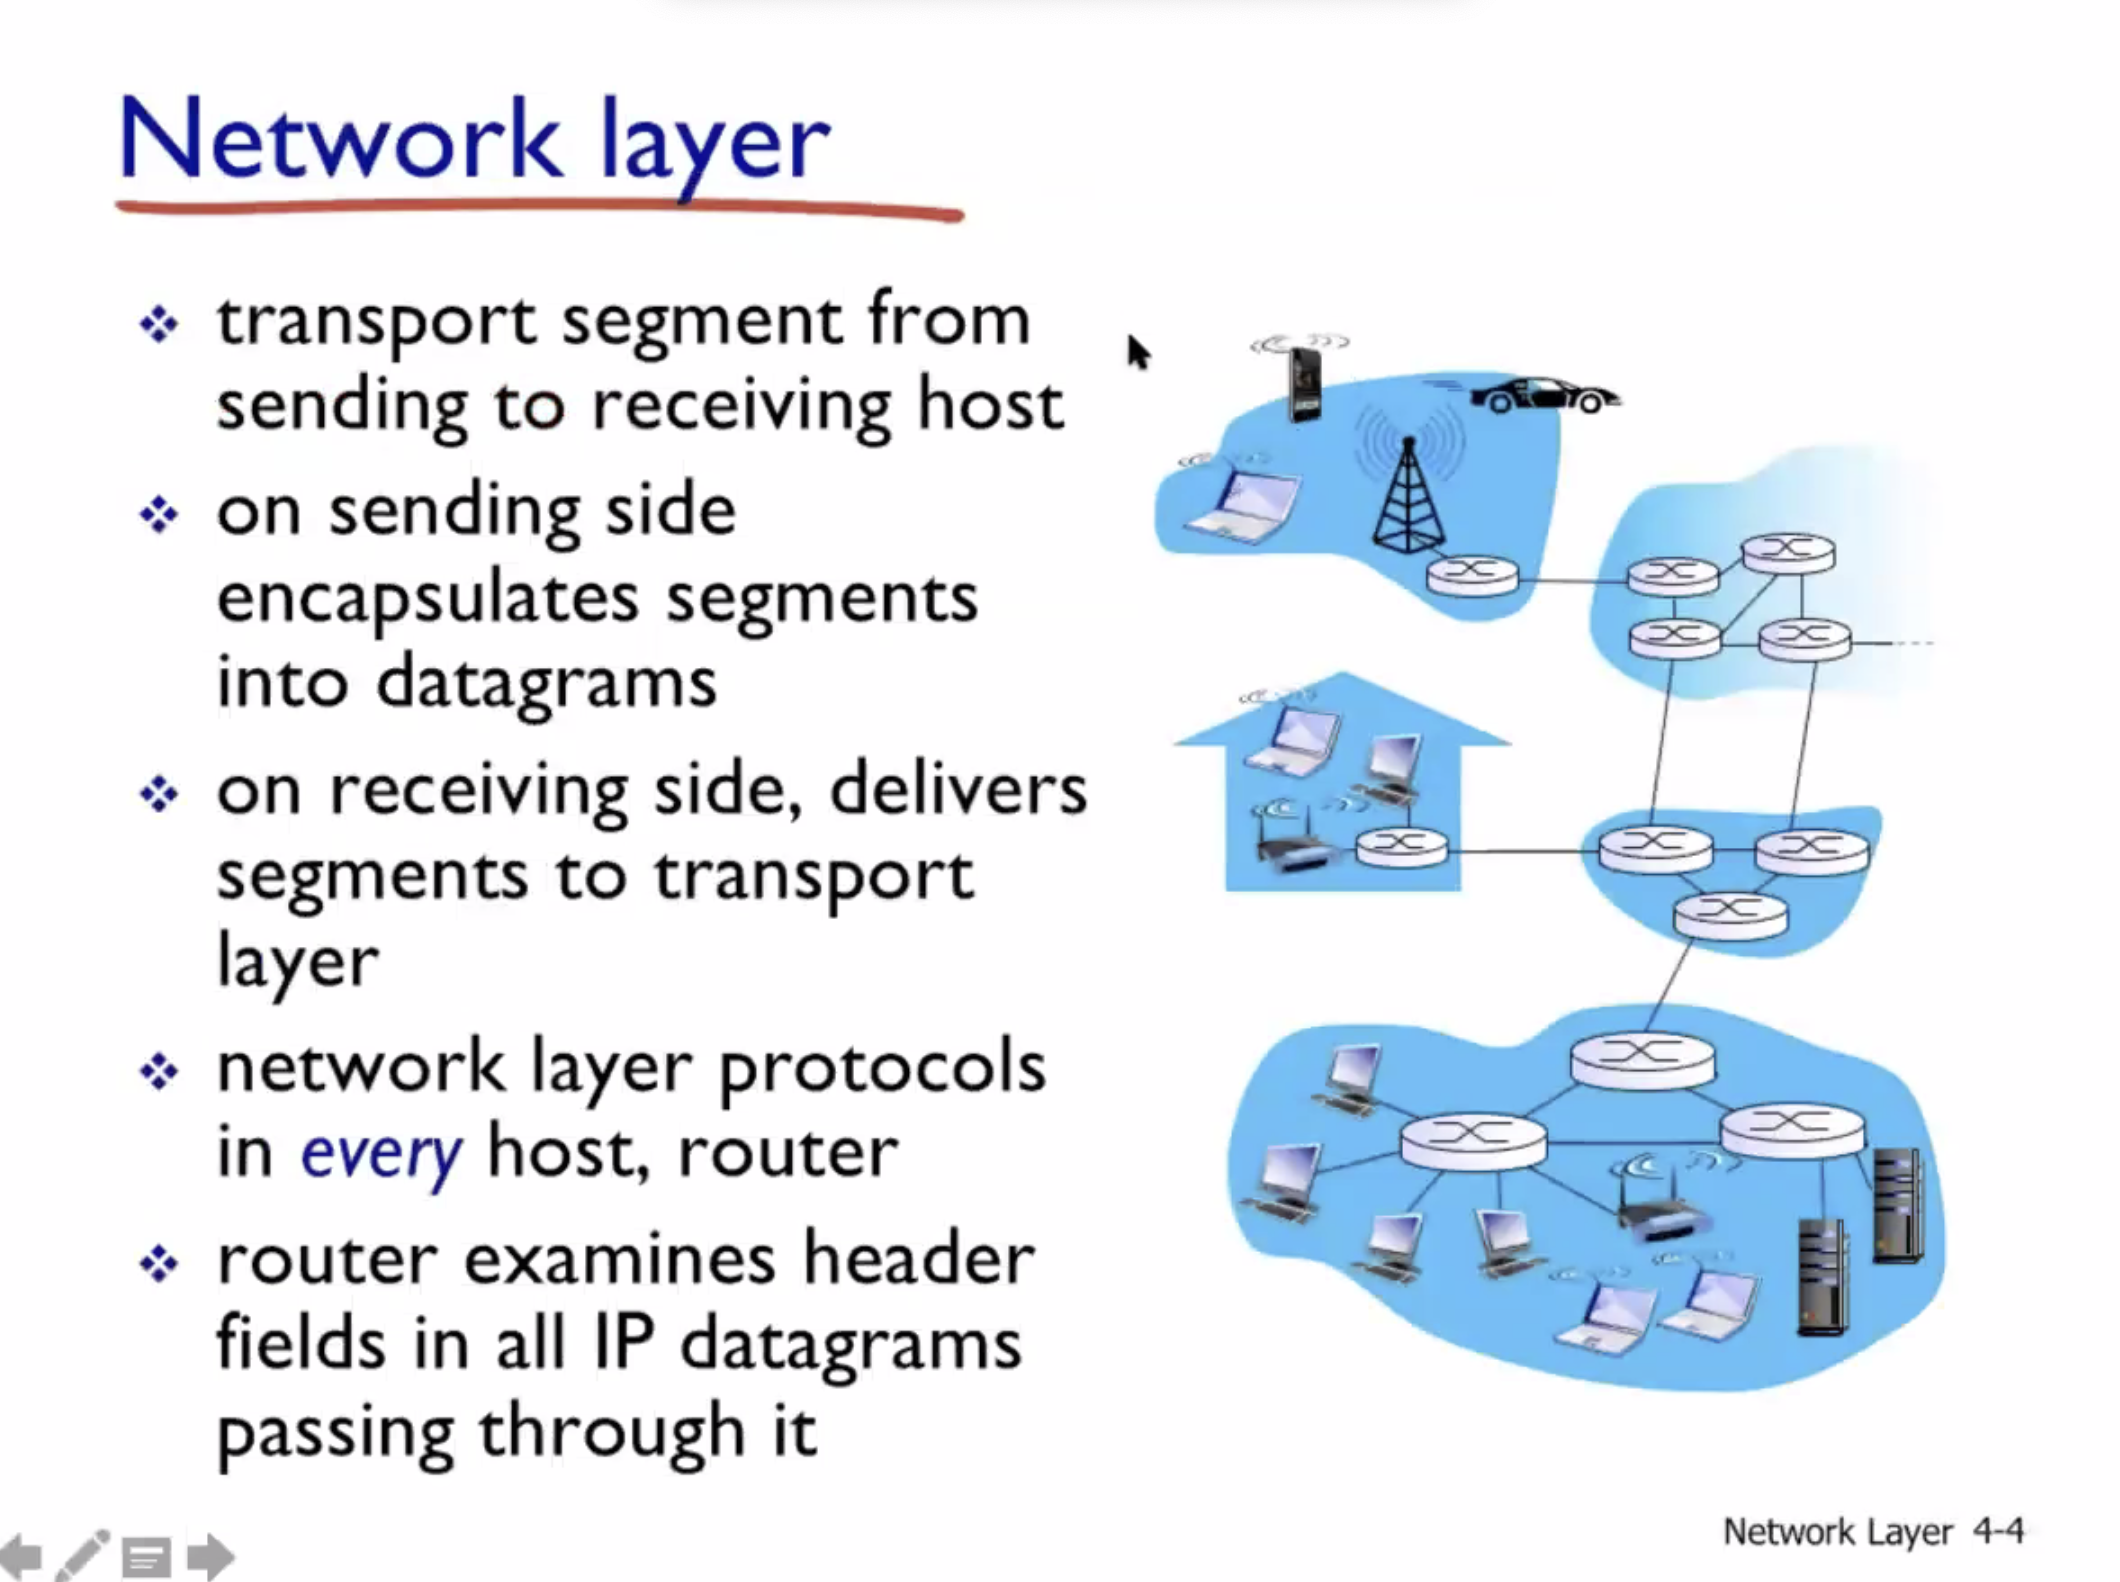 Network layer
transport segment from
sending to receiving host
on sending side
encapsulates segments
into datagrams
on receiving side, delivers
segments to transport
layer
network layer protocols
in every host, router
router examines header
fields in all IP datagrams
passing through it
Network Layer 4-4